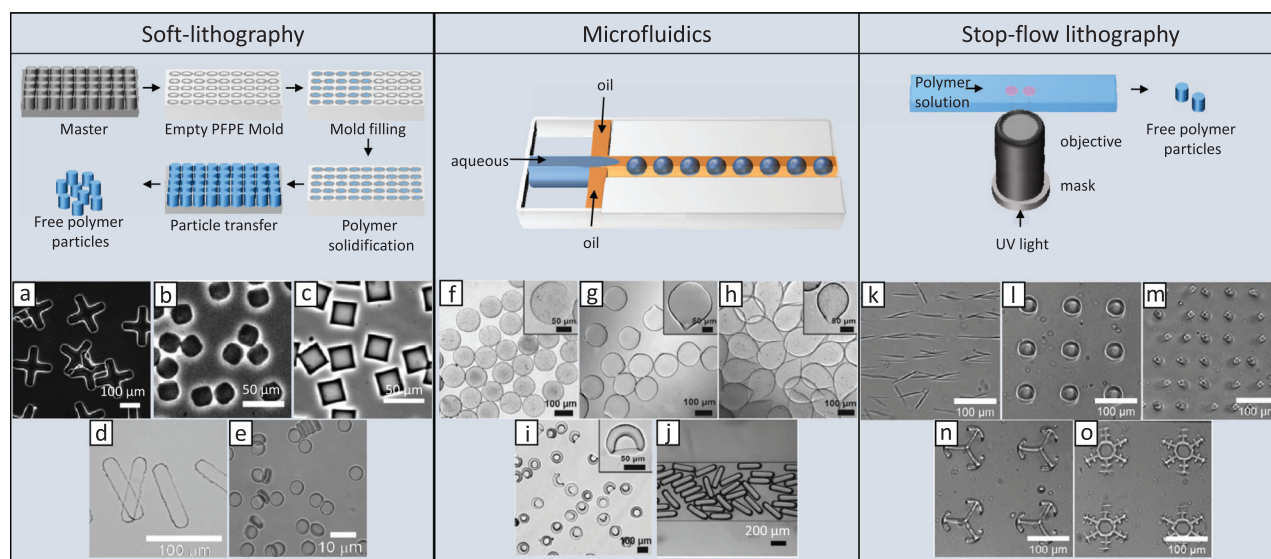 Soft-lithography
Master
Empty PFPE Mold
Mold filling
Free polymer
particles
Particle transfer
Polymer
solidification
a
100 µm
b
50 µm
c
50 µm
d
100 µm
e
10 µm
Microfluidics
oil
aqueous
oil
f
50 µm
100 µm
g
50 µm
100 µm
h
50 µm
100 µm
i
50 µm
100 µm
j
200 µm
Stop-flow lithography
Polymer
solution
objective
mask
UV light
Free polymer
particles
k
100 µm
l
100 µm
m
100 µm
n
100 µm
o
100 µm